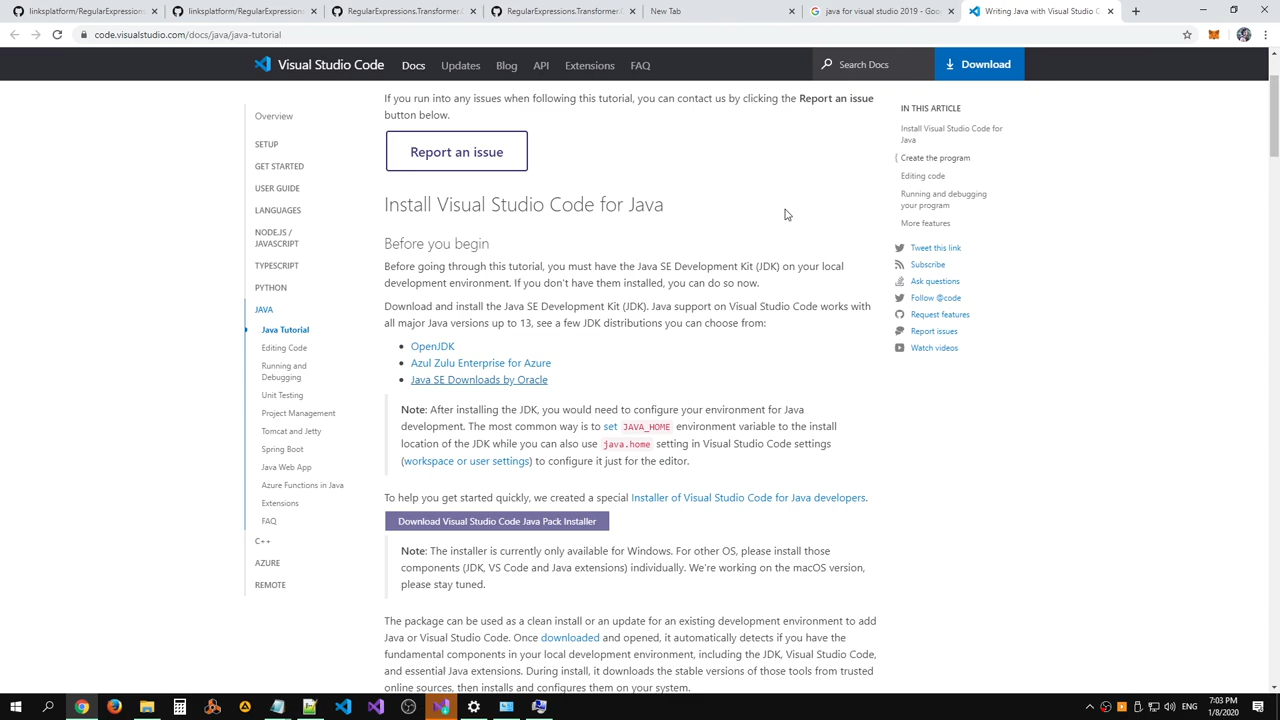 linksplatform/RegularExpressions
linksplatform/RegularExpressions
RegularExpressions.Transformer.C
RegularExpressions.Transformer.C
New Tab
java for visual studio 2019 - Goo
Writing Java with Visual Studio C
code.visualstudio.com/docs/java/java-tutorial
Visual Studio Code
Docs
Updates
Blog
API
Extensions
FAQ
Search Docs
Download
Overview
SETUP
GET STARTED
USER GUIDE
LANGUAGES
NODE.JS /
JAVASCRIPT
TYPESCRIPT
PYTHON
JAVA
Java Tutorial
Editing Code
Running and
Debugging
Unit Testing
Project Management
Tomcat and Jetty
Spring Boot
Java Web App
Azure Functions in Java
Extensions
FAQ
C++
AZURE
REMOTE
If you run into any issues when following this tutorial, you can contact us by clicking the Report an issue
button below.
Report an issue
Install Visual Studio Code for Java
Before you begin
Before going through this tutorial, you must have the Java SE Development Kit (JDK) on your local
development environment. If you don't have them installed, you can do so now.
Download and install the Java SE Development Kit (JDK). Java support on Visual Studio Code works with
all major Java versions up to 13, see a few JDK distributions you can choose from:
• OpenJDK
• Azul Zulu Enterprise for Azure
• Java SE Downloads by Oracle
Note: After installing the JDK, you would need to configure your environment for Java
development. The most common way is to set JAVA_HOME environment variable to the install
location of the JDK while you can also use java.home setting in Visual Studio Code settings
(workspace or user settings) to configure it just for the editor.
To help you get started quickly, we created a special Installer of Visual Studio Code for Java developers.
Download Visual Studio Code Java Pack Installer
Note: The installer is currently only available for Windows. For other OS, please install those
components (JDK, VS Code and Java extensions) individually. We're working on the macOS version,
please stay tuned.
The package can be used as a clean install or an update for an existing development environment to add
Java or Visual Studio Code. Once downloaded and opened, it automatically detects if you have the
fundamental components in your local development environment, including the JDK, Visual Studio Code,
and essential Java extensions. During install, it downloads the stable versions of those tools from trusted
online sources, then installs and configures them on your system.
IN THIS ARTICLE
Install Visual Studio Code for
Java
Create the program
Editing code
Running and debugging
your program
More features
Tweet this link
Subscribe
Ask questions
Follow @code
Request features
Report issues
Watch videos
ENG
7:03 PM
1/8/2020